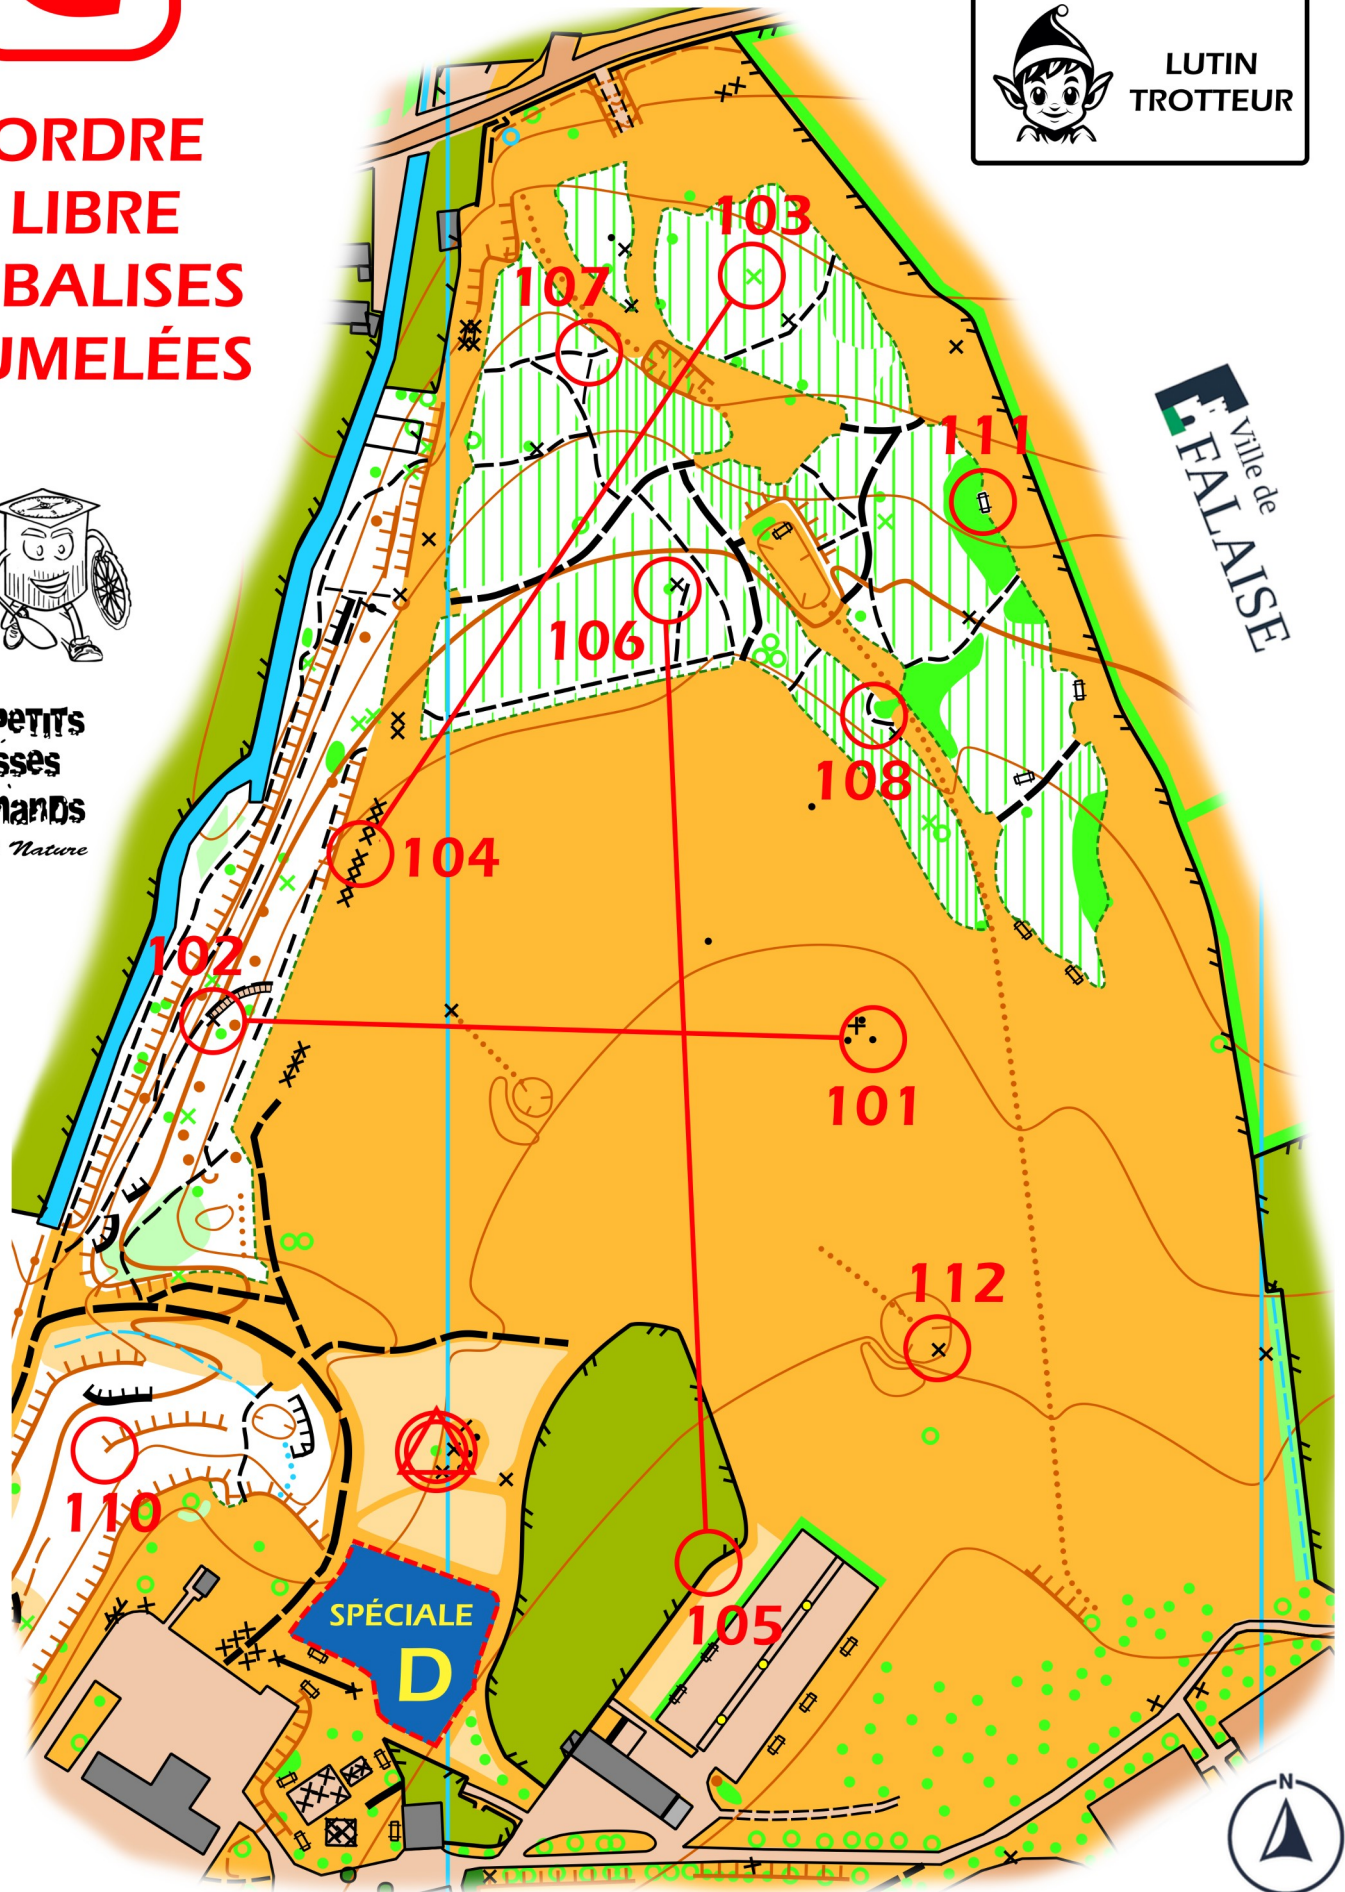 LUTIN
TROTTEUR
ORDRE
LIBRE
BALISES
UMELÉES
103
107
111
Ville de
FALAISE
106
108
104
102
101
112
110
105
SPÉCIALE
D
Nature
N